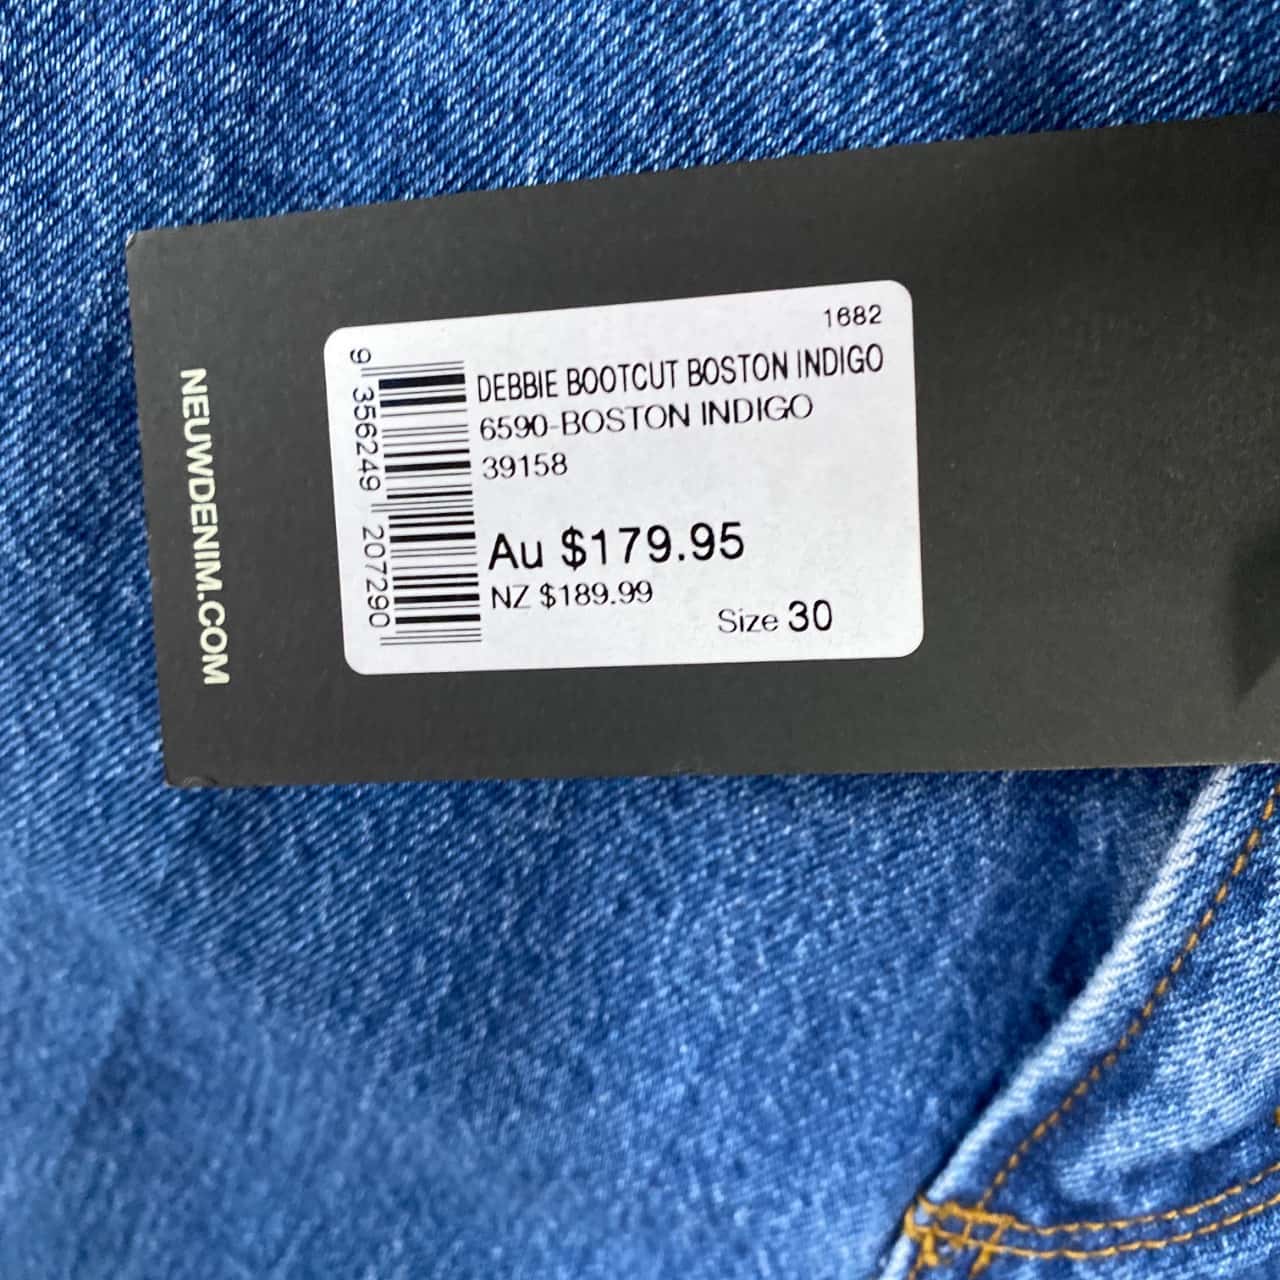 NEUWDENIM.COM
9 356249 207290
1682
DEBBIE BOOTCUT BOSTON INDIGO
6590-BOSTON INDIGO
39158
Au $179.95
NZ $189.99
Size 30